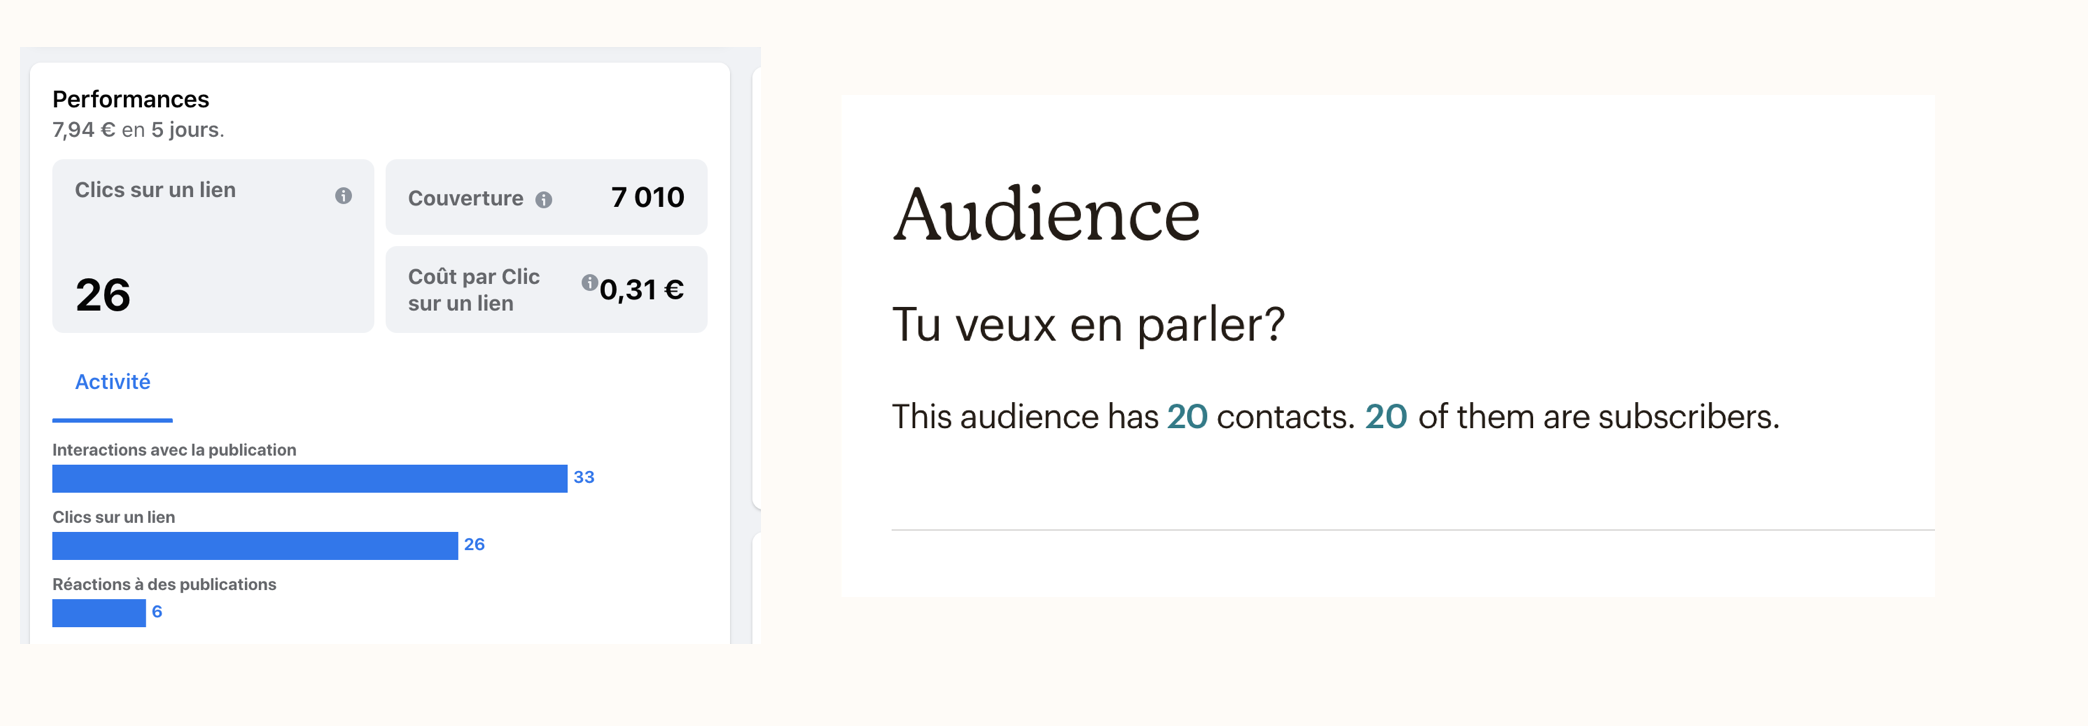 Performances
7,94 € en 5 jours.
Clics sur un lien
26
Couverture 7 010
Coût par Clic
sur un lien
0,31 €
Activité
Interactions avec la publication
33
Clics sur un lien
26
Réactions à des publications
6
Audience
Tu veux en parler?
This audience has 20 contacts. 20 of them are subscribers.